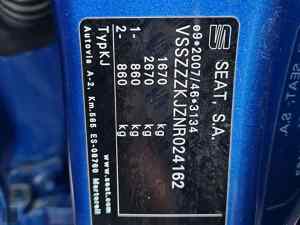 SEAT, S.A.
e9*2007/46*3134
VSSZZZKJZNR024162
1670 kg
2670 kg
1- 860 kg
2- 860 kg
TypKJ
Autovia A-2, Km.585 ES-08760 Martorell
www.seat.com